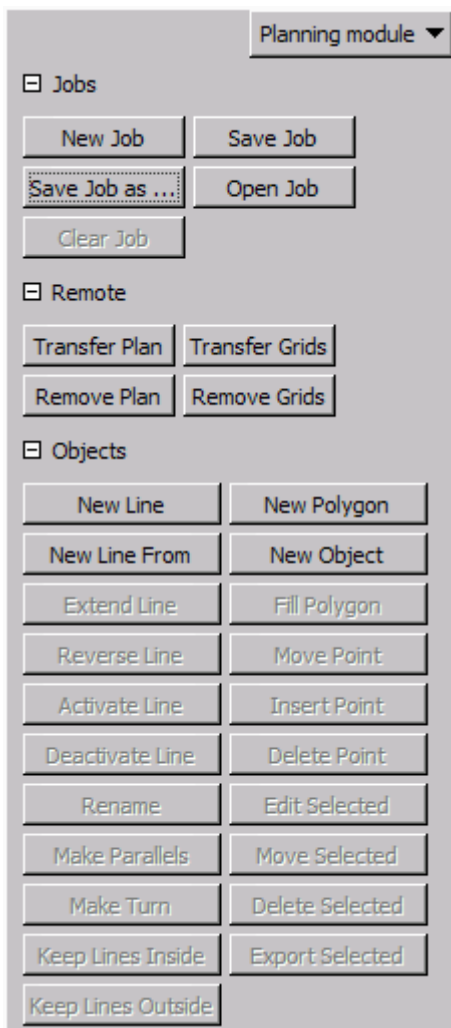 Planning module
Jobs
New Job Save Job
Save Job as ... Open Job
Clear Job
Remote
Transfer Plan Transfer Grids
Remove Plan Remove Grids
Objects
New Line New Polygon
New Line From New Object
Extend Line Fill Polygon
Reverse Line Move Point
Activate Line Insert Point
Deactivate Line Delete Point
Rename Edit Selected
Make Parallels Move Selected
Make Turn Delete Selected
Keep Lines Inside Export Selected
Keep Lines Outside